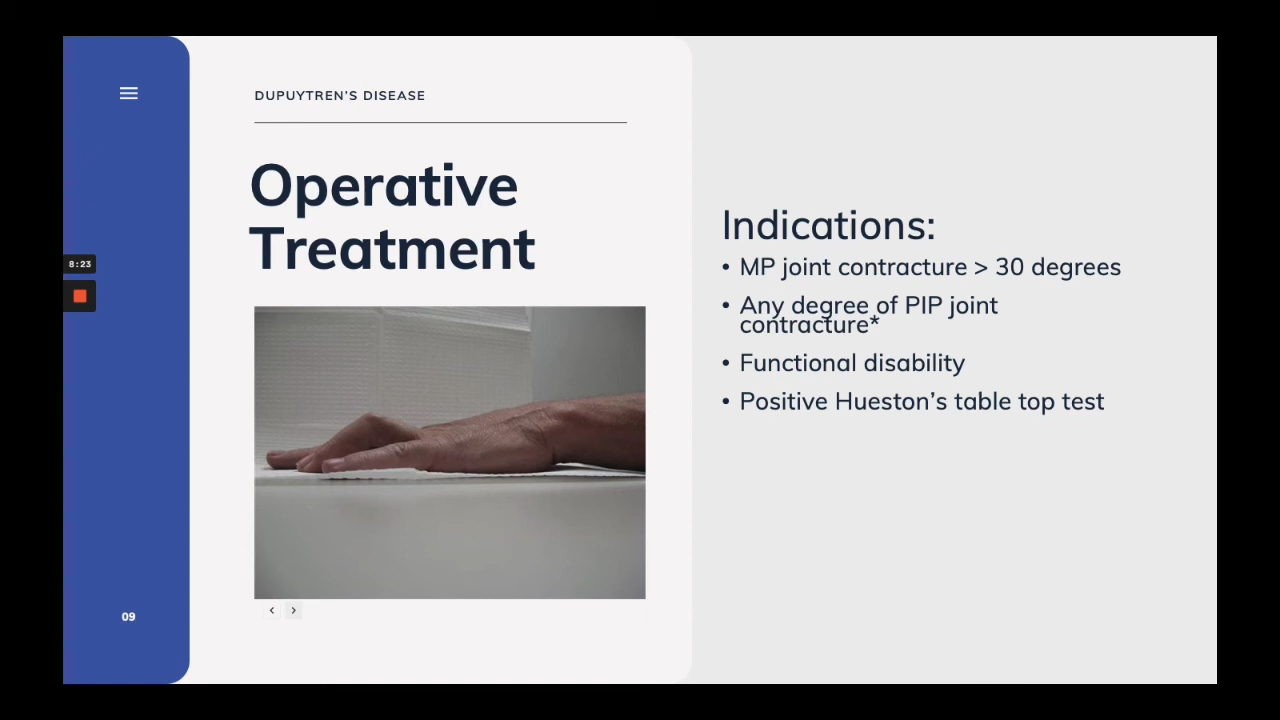 DUPUYTREN'S DISEASE
Operative
Treatment
8:23
09
Indications:
• MP joint contracture > 30 degrees
• Any degree of PIP joint
contracture*
• Functional disability
• Positive Hueston's table top test